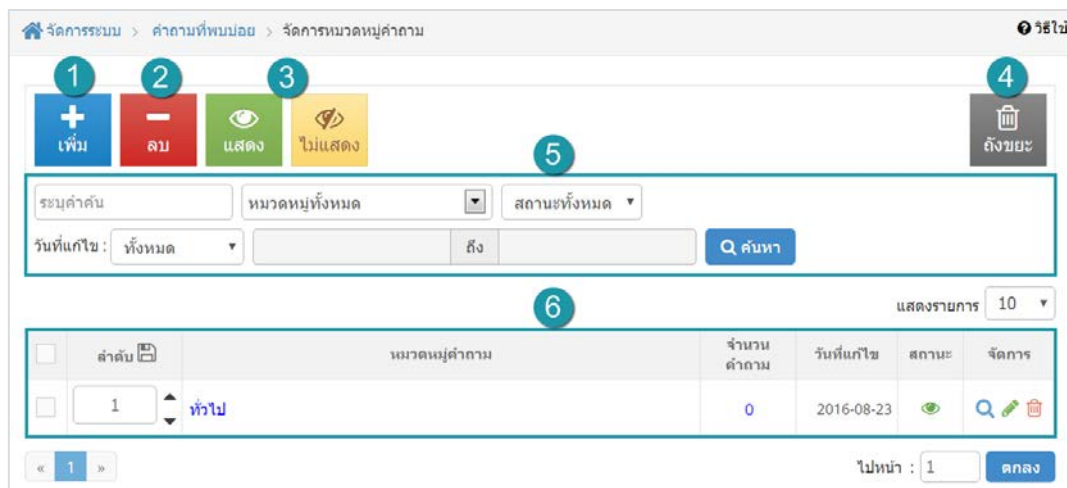 จัดการระบบ > คำถามที่พบบ่อย > จัดการหมวดหมู่คำถาม
วิธีใช้
1 2 3 4
เพิ่ม ลบ แสดง ไม่แสดง ถังขยะ
5
ระบุคำค้น หมวดหมู่ทั้งหมด สถานะทั้งหมด
วันที่แก้ไข : ทั้งหมด ถึง ค้นหา
6
แสดงรายการ 10
ลำดับ หมวดหมู่คำถาม จำนวน คำถาม วันที่แก้ไข สถานะ จัดการ
1 ทั่วไป 0 2016-08-23
« 1 » ไปหน้า : 1 ตกลง